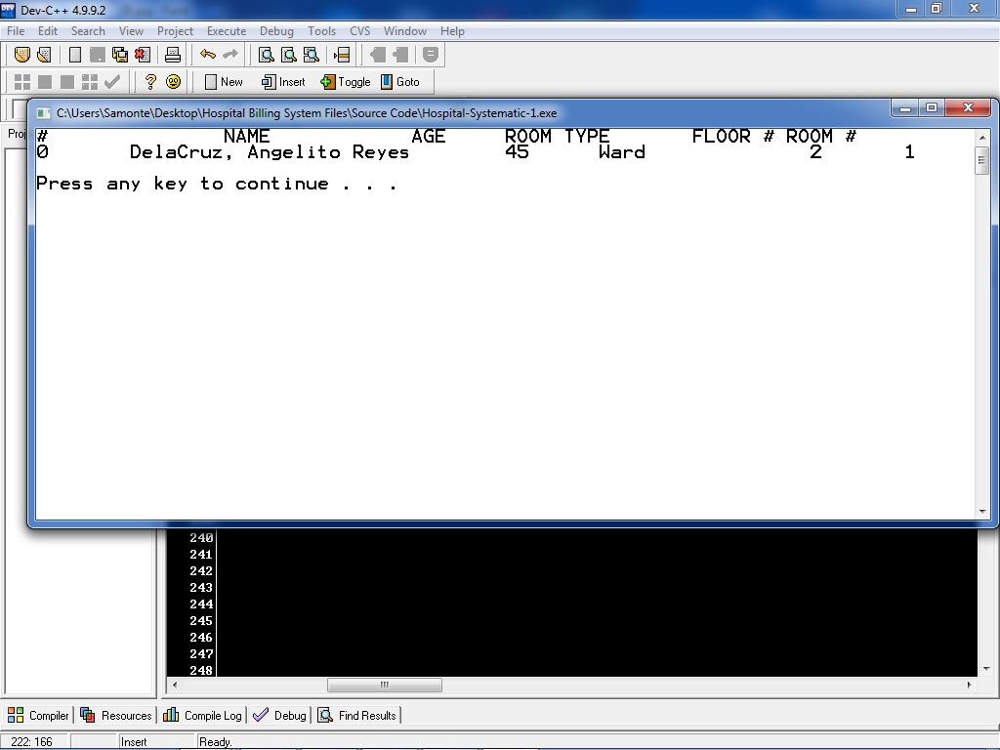 Dev-C++ 4.9.9.2
File Edit Search View Project Execute Debug Tools CVS Window Help
New Insert Toggle Goto
C:\Users\Samonte\Desktop\Hospital Billing System Files\Source Code\Hospital-Systematic-1.exe
Proj
# NAME AGE ROOM TYPE FLOOR # ROOM #
0 DelaCruz, Angelito Reyes 45 Ward 2 1
Press any key to continue . . .
240
241
242
243
244
245
246
247
248
Compiler Resources Compile Log Debug Find Results
222: 166 Insert Ready.